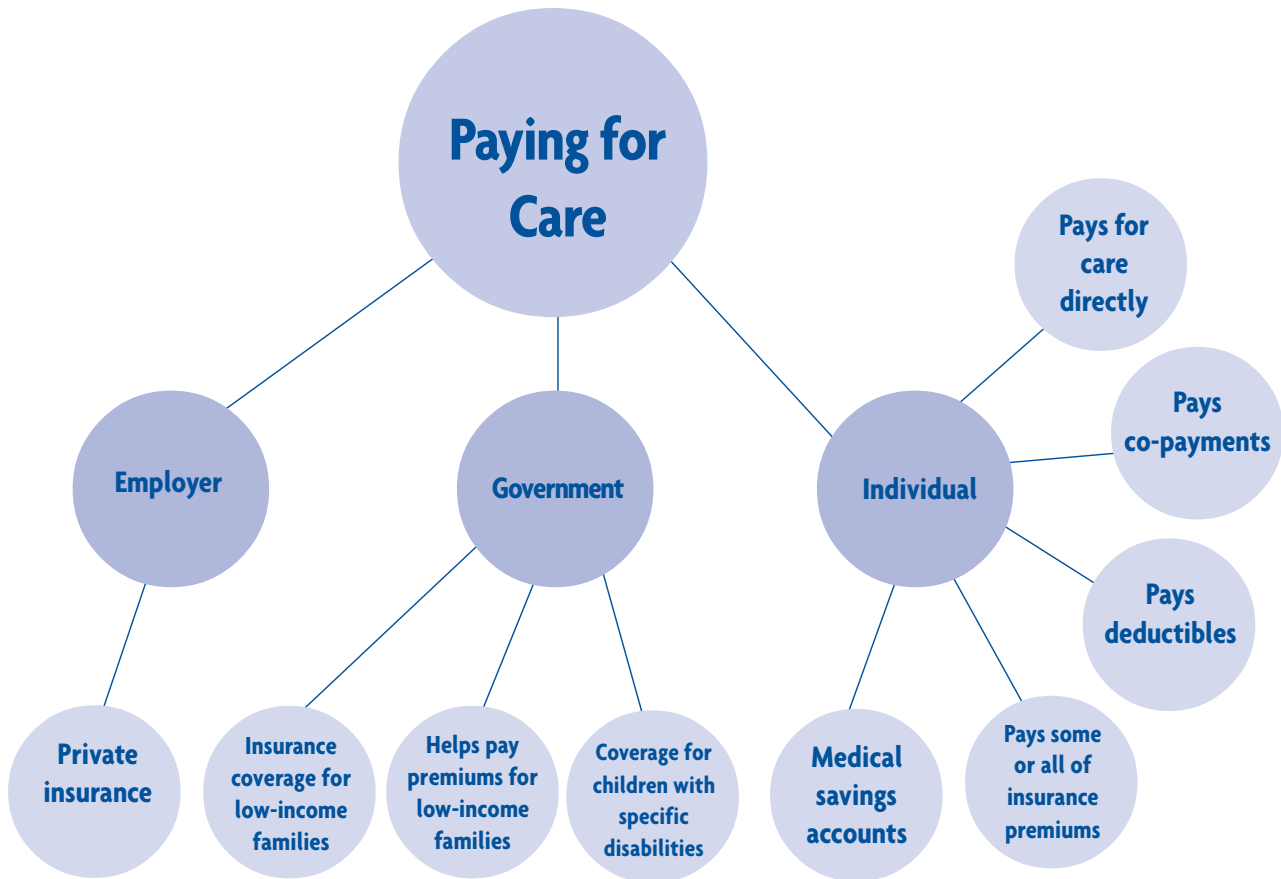 Paying for
Care
Pays for
care
directly
Pays
co-payments
Employer
Government
Individual
Pays
deductibles
Private
insurance
Insurance
coverage for
low-income
families
Helps pay
premiums for
low-income
families
Coverage for
children with
specific
disabilities
Medical
savings
accounts
Pays some
or all of
insurance
premiums